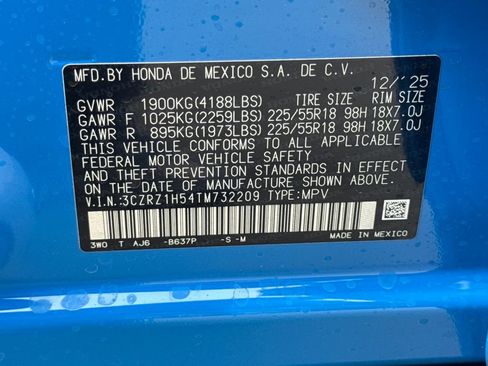 MFD.BY HONDA DE MEXICO S.A. DE C.V.
12/'25
GVWR 1900KG(4188LBS) TIRE SIZE RIM SIZE
GAWR F 1025KG(2259LBS) 225/55R18 98H 18X7.0J
GAWR R 895KG(1973LBS) 225/55R18 98H 18X7.0J
THIS VEHICLE CONFORMS TO ALL APPLICABLE
FEDERAL MOTOR VEHICLE SAFETY
AND THEFT PREVENTION STANDARDS IN EFFECT
ON THE DATE OF MANUFACTURE SHOWN ABOVE.
V.I.N:3CZRZ1H54TM732209 TYPE:MPV
3W0 T AJ6 -B637P -S-M MADE IN MEXICO